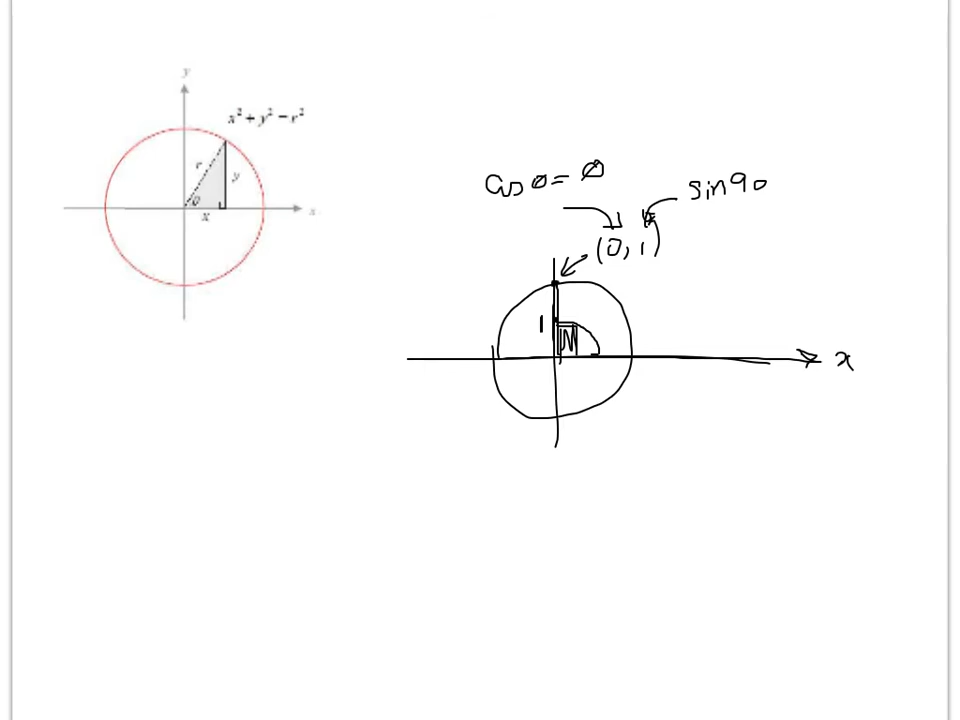 y
x² + y² = r²
r
y
θ
x
x
cos θ = 0
sin 90
(0, 1)
1
x